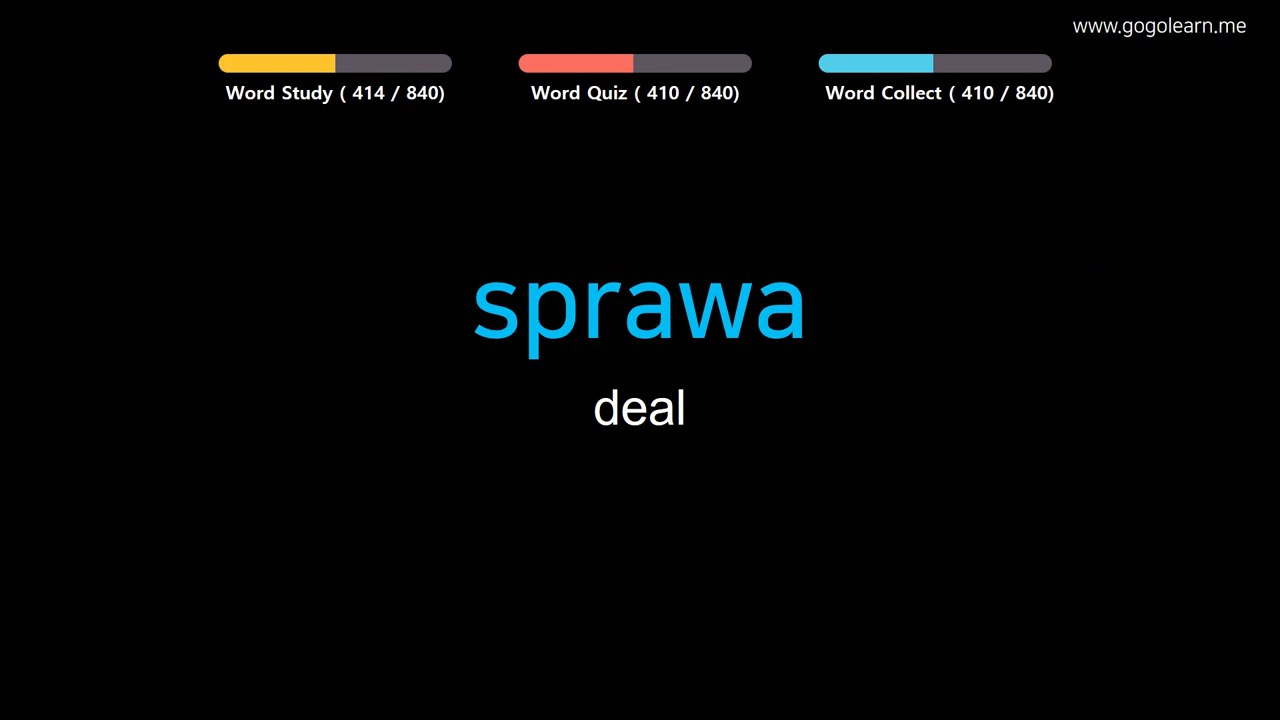 www.gogolearn.me
Word Study ( 414 / 840)
Word Quiz ( 410 / 840)
Word Collect ( 410 / 840)
sprawa
deal